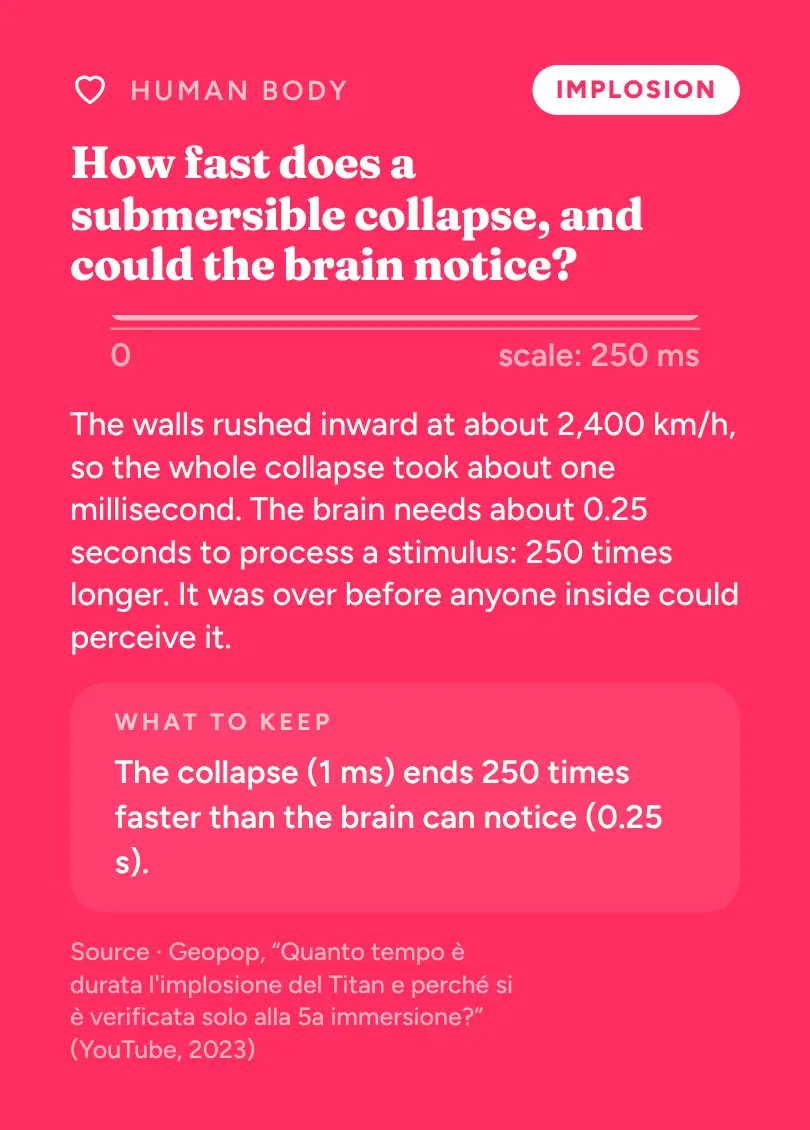 HUMAN BODY
IMPLOSION
How fast does a
submersible collapse, and
could the brain notice?
0
scale: 250 ms
The walls rushed inward at about 2,400 km/h,
so the whole collapse took about one
millisecond. The brain needs about 0.25
seconds to process a stimulus: 250 times
longer. It was over before anyone inside could
perceive it.
WHAT TO KEEP
The collapse (1 ms) ends 250 times
faster than the brain can notice (0.25
s).
Source · Geopop, “Quanto tempo è
durata l'implosione del Titan e perché si
è verificata solo alla 5a immersione?”
(YouTube, 2023)